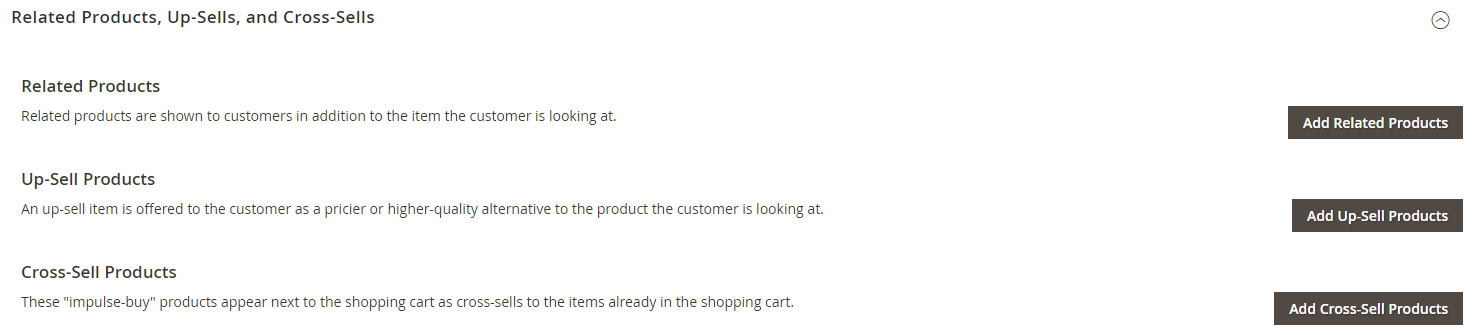 Related Products, Up-Sells, and Cross-Sells
Related Products
Related products are shown to customers in addition to the item the customer is looking at.
Add Related Products
Up-Sell Products
An up-sell item is offered to the customer as a pricier or higher-quality alternative to the product the customer is looking at.
Add Up-Sell Products
Cross-Sell Products
These "impulse-buy" products appear next to the shopping cart as cross-sells to the items already in the shopping cart.
Add Cross-Sell Products